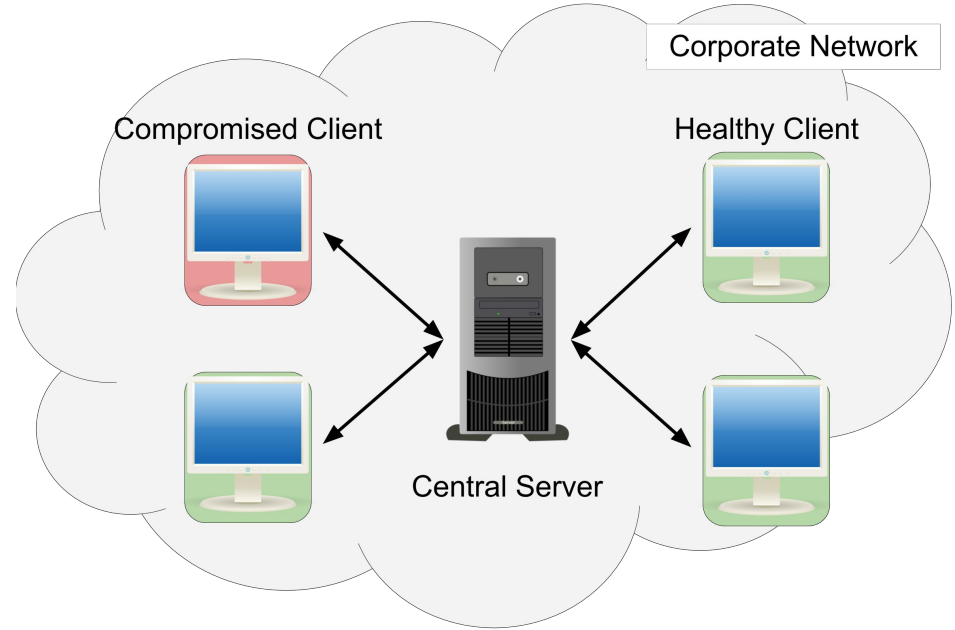 Corporate Network
Compromised Client
Healthy Client
Central Server